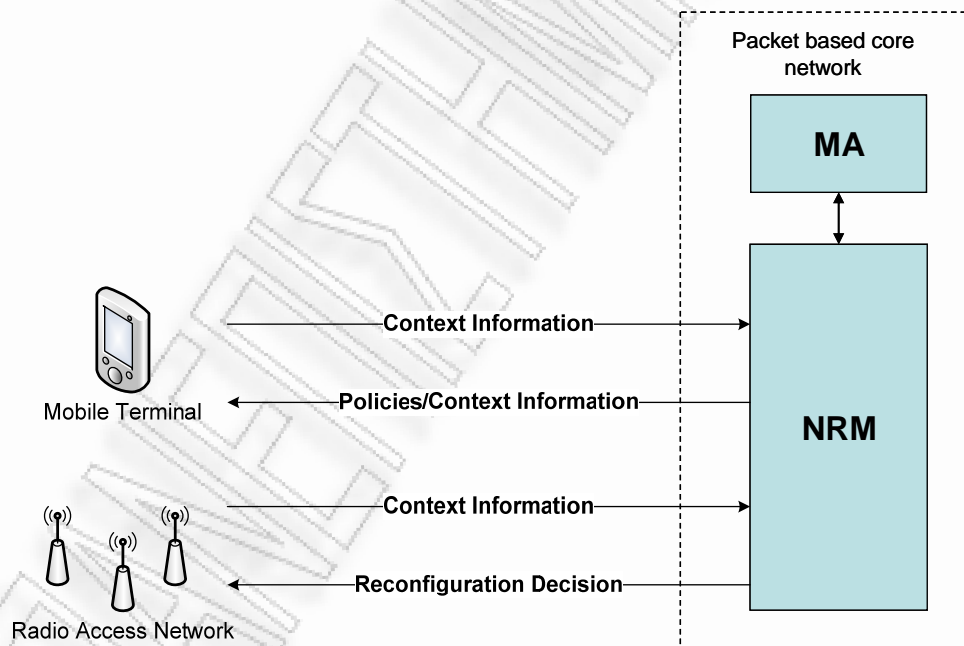 Packet based core
network
MA
Context Information
Mobile Terminal
Policies/Context Information
NRM
Context Information
Reconfiguration Decision
Radio Access Network